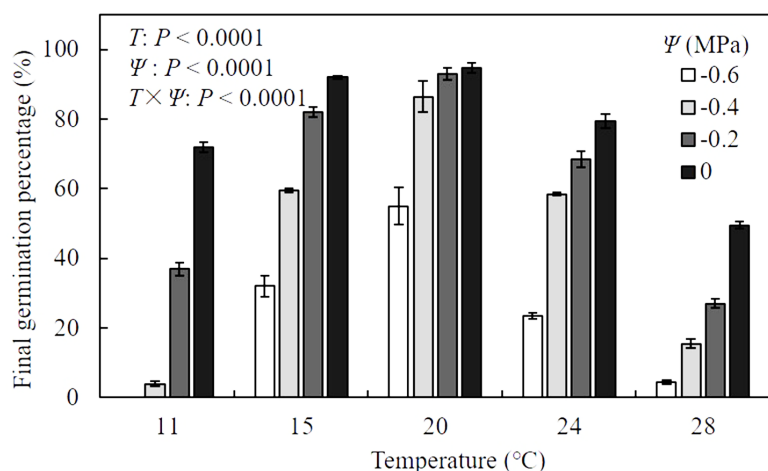 T: P < 0.0001
Ψ : P < 0.0001
T× Ψ: P < 0.0001
Ψ (MPa)
-0.6
-0.4
-0.2
0
Final germination percentage (%)
100
80
60
40
20
0
11 15 20 24 28
Temperature (°C)